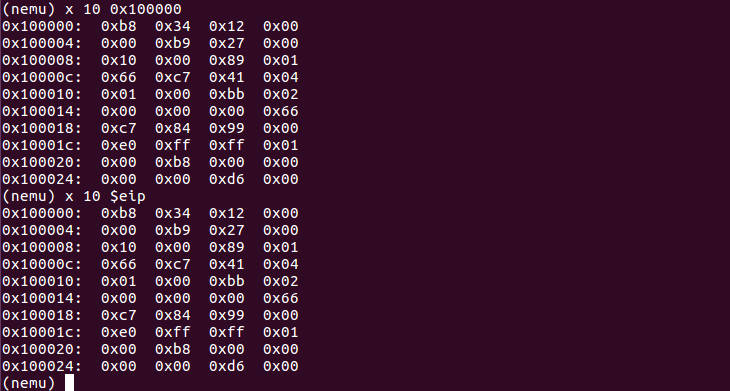 (nemu) x 10 0x100000
0x100000:  0xb8  0x34  0x12  0x00
0x100004:  0x00  0xb9  0x27  0x00
0x100008:  0x10  0x00  0x89  0x01
0x10000c:  0x66  0xc7  0x41  0x04
0x100010:  0x01  0x00  0xbb  0x02
0x100014:  0x00  0x00  0x00  0x66
0x100018:  0xc7  0x84  0x99  0x00
0x10001c:  0xe0  0xff  0xff  0x01
0x100020:  0x00  0xb8  0x00  0x00
0x100024:  0x00  0x00  0xd6  0x00
(nemu) x 10 $eip
0x100000:  0xb8  0x34  0x12  0x00
0x100004:  0x00  0xb9  0x27  0x00
0x100008:  0x10  0x00  0x89  0x01
0x10000c:  0x66  0xc7  0x41  0x04
0x100010:  0x01  0x00  0xbb  0x02
0x100014:  0x00  0x00  0x00  0x66
0x100018:  0xc7  0x84  0x99  0x00
0x10001c:  0xe0  0xff  0xff  0x01
0x100020:  0x00  0xb8  0x00  0x00
0x100024:  0x00  0x00  0xd6  0x00
(nemu)